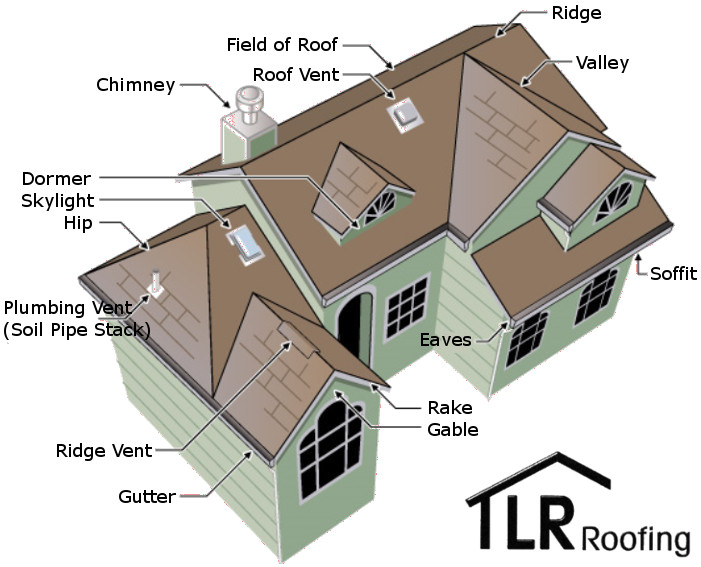 Ridge
Field of Roof
Valley
Roof Vent
Chimney
Dormer
Skylight
Hip
Soffit
Plumbing Vent
(Soil Pipe Stack)
Eaves
Rake
Gable
Ridge Vent
Gutter
TLR Roofing